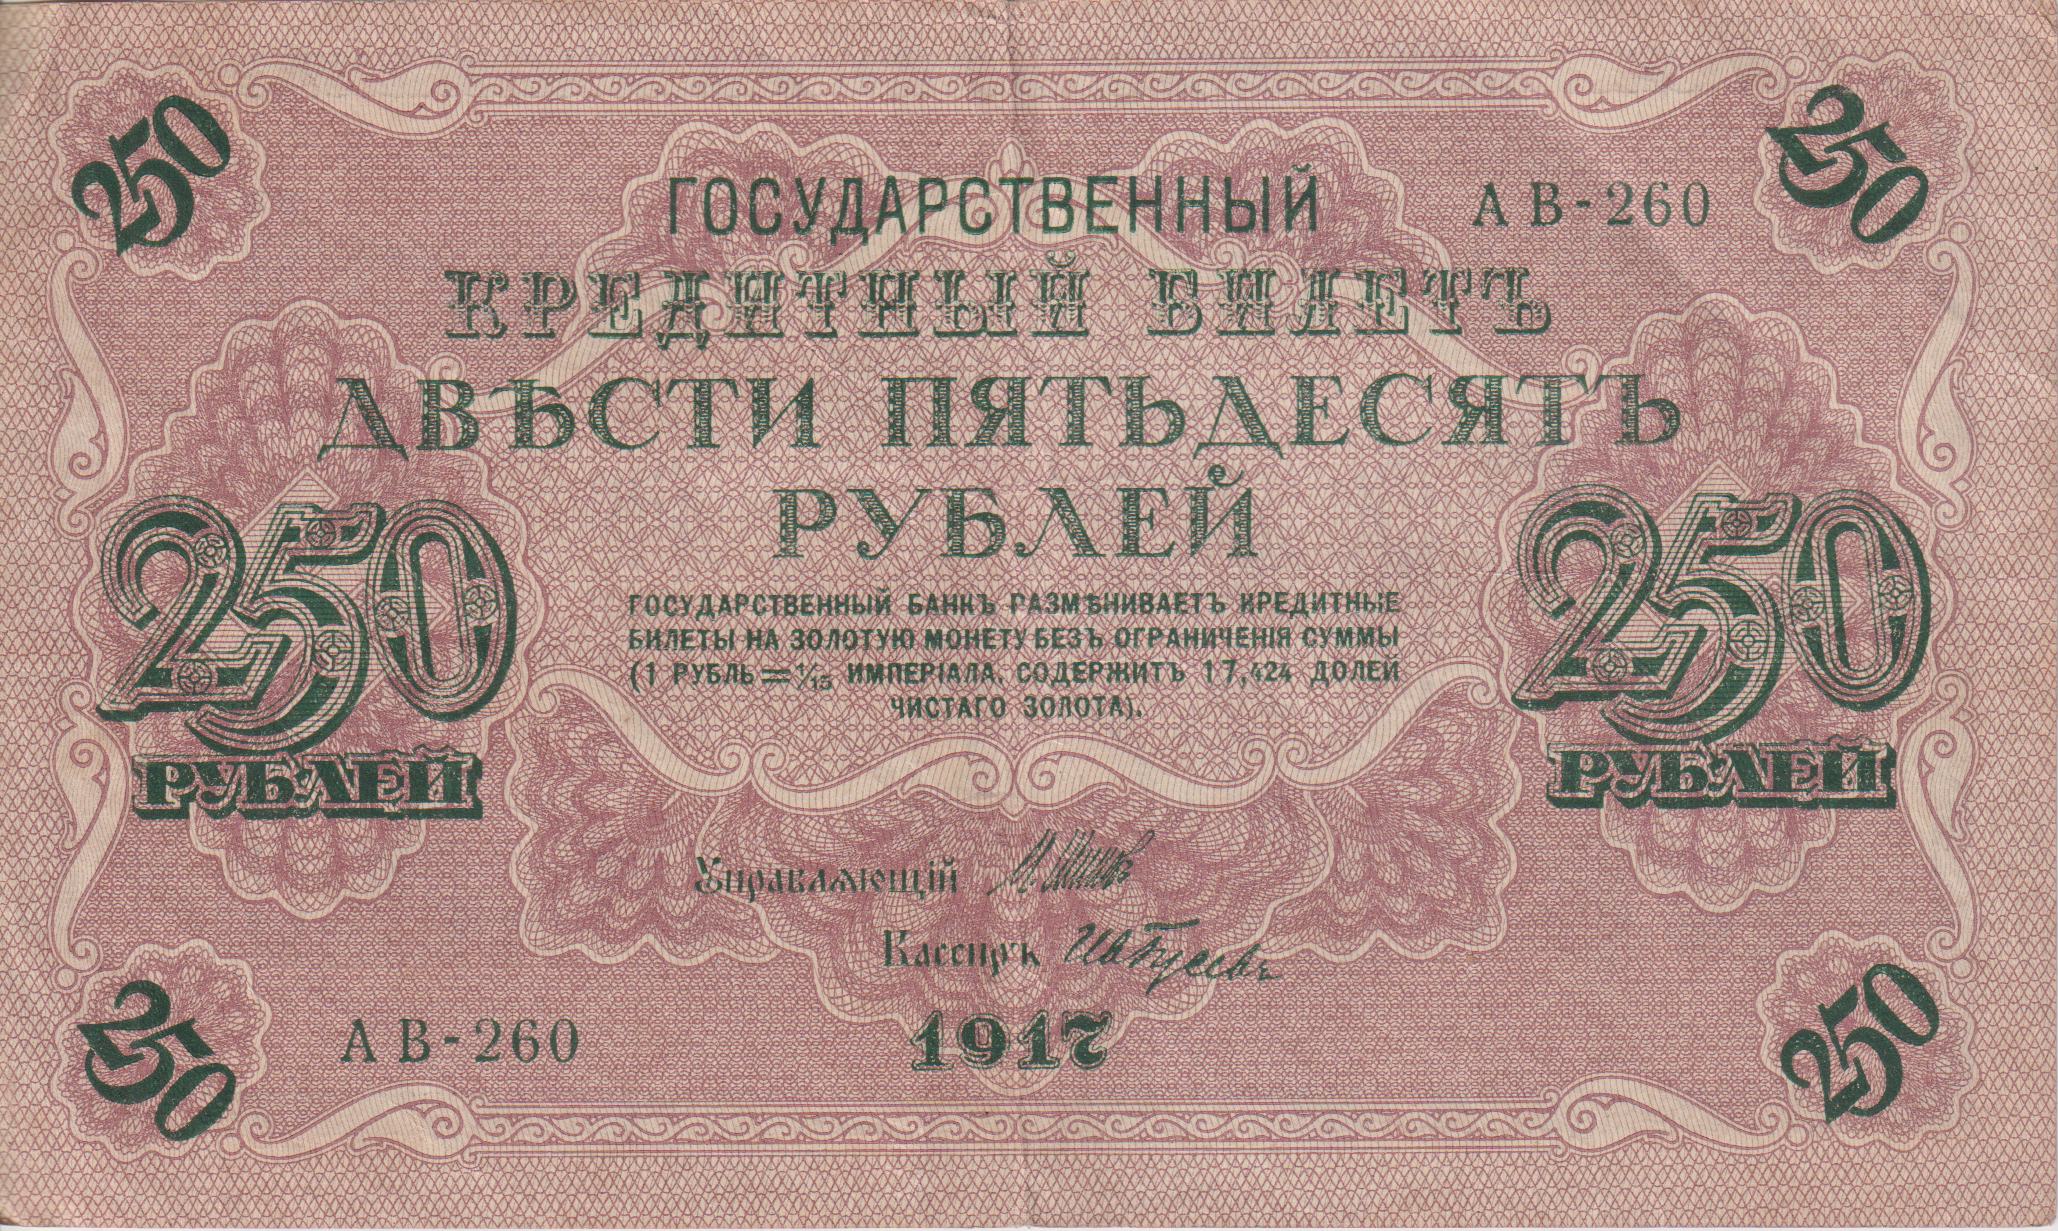 250
250
ГОСУДАРСТВЕННЫЙ
АВ-260
КРЕДИТНЫЙ БИЛЕТЪ
ДВѢСТИ ПЯТЬДЕСЯТЪ
РУБЛЕЙ
250
РУБЛЕЙ
250
РУБЛЕЙ
ГОСУДАРСТВЕННЫЙ БАНКЪ РАЗМѢНИВАЕТЪ КРЕДИТНЫЕ
БИЛЕТЫ НА ЗОЛОТУЮ МОНЕТУ БЕЗЪ ОГРАНИЧЕНІЯ СУММЫ
(1 РУБЛЬ = 1/15 ИМПЕРІАЛА, СОДЕРЖИТЪ 17,424 ДОЛЕЙ
ЧИСТАГО ЗОЛОТА).
Управляющій И. Шиповъ
Кассиръ
АВ-260
1917
250
250